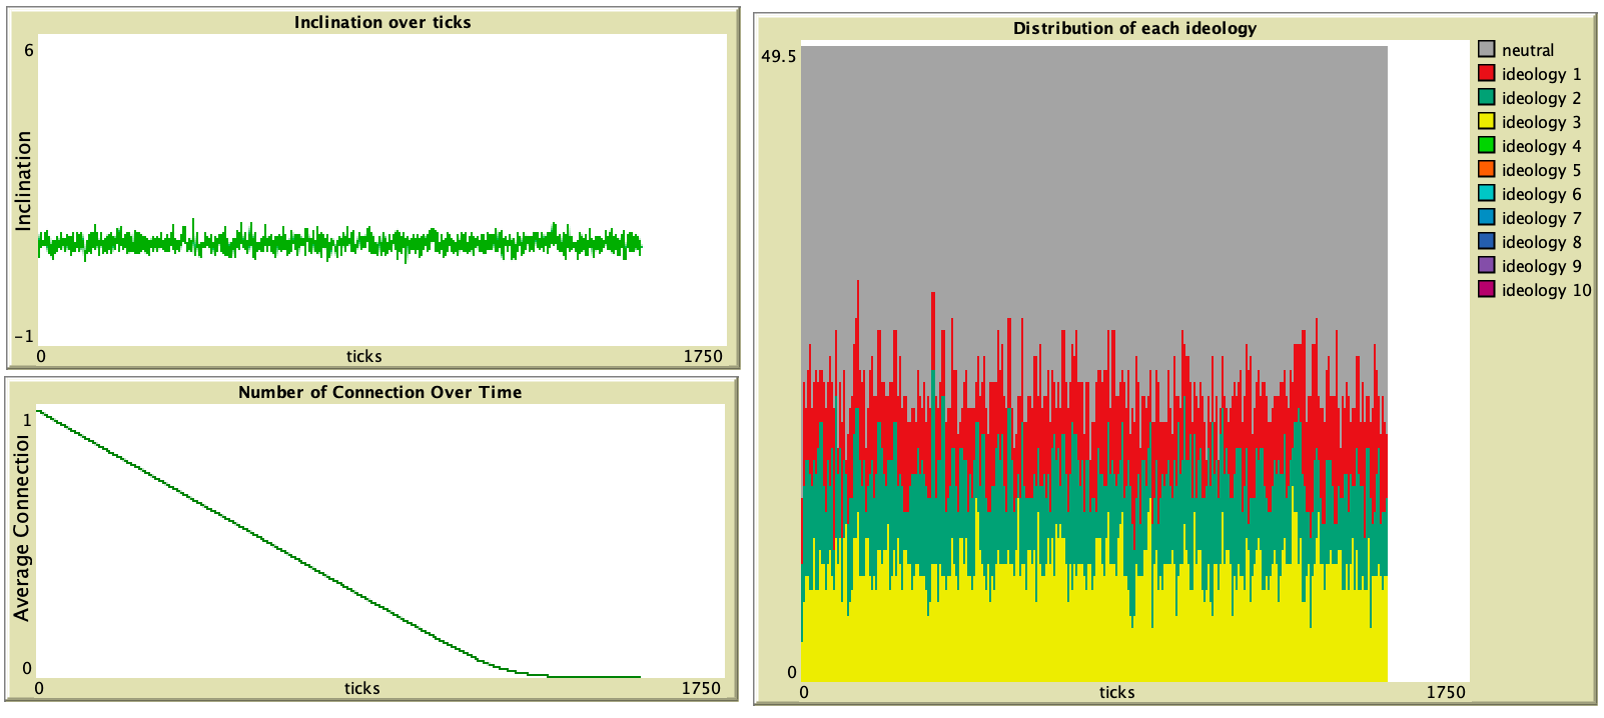 Inclination over ticks
6
Inclination
-1
0
ticks
1750
Number of Connection Over Time
1
Average Connection
0
0
ticks
1750
Distribution of each ideology
49.5
0
0
ticks
1750
neutral
ideology 1
ideology 2
ideology 3
ideology 4
ideology 5
ideology 6
ideology 7
ideology 8
ideology 9
ideology 10